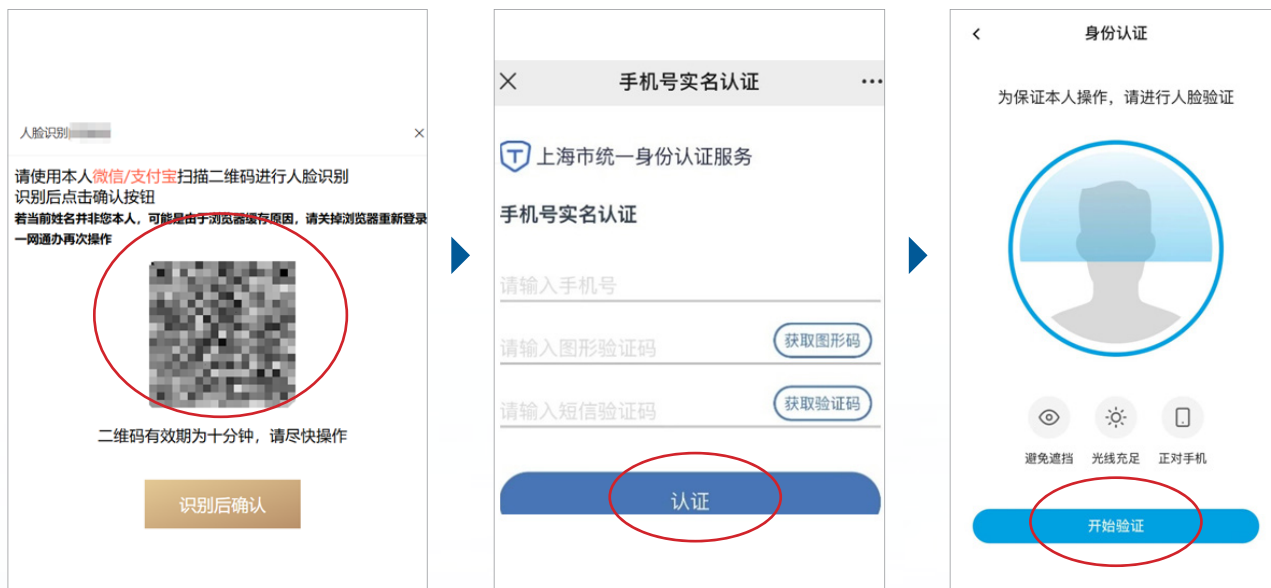 人脸识别
请使用本人微信/支付宝扫描二维码进行人脸识别
识别后点击确认按钮
若当前姓名并非您本人，可能是由于浏览器缓存原因，请关掉浏览器重新登录
一网通办再次操作
二维码有效期为十分钟，请尽快操作
识别后确认
手机号实名认证
上海市统一身份认证服务
手机号实名认证
请输入手机号
请输入图形验证码
获取图形码
请输入短信验证码
获取验证码
认证
身份认证
为保证本人操作，请进行人脸验证
避免遮挡 光线充足 正对手机
开始验证